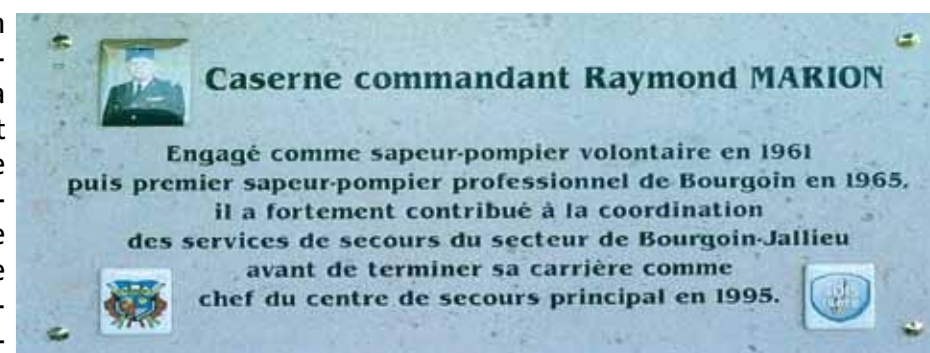 Caserne commandant Raymond MARION
Engagé comme sapeur-pompier volontaire en 1961
puis premier sapeur-pompier professionnel de Bourgoin en 1965,
il a fortement contribué à la coordination
des services de secours du secteur de Bourgoin-Jallieu
avant de terminer sa carrière comme
chef du centre de secours principal en 1995.